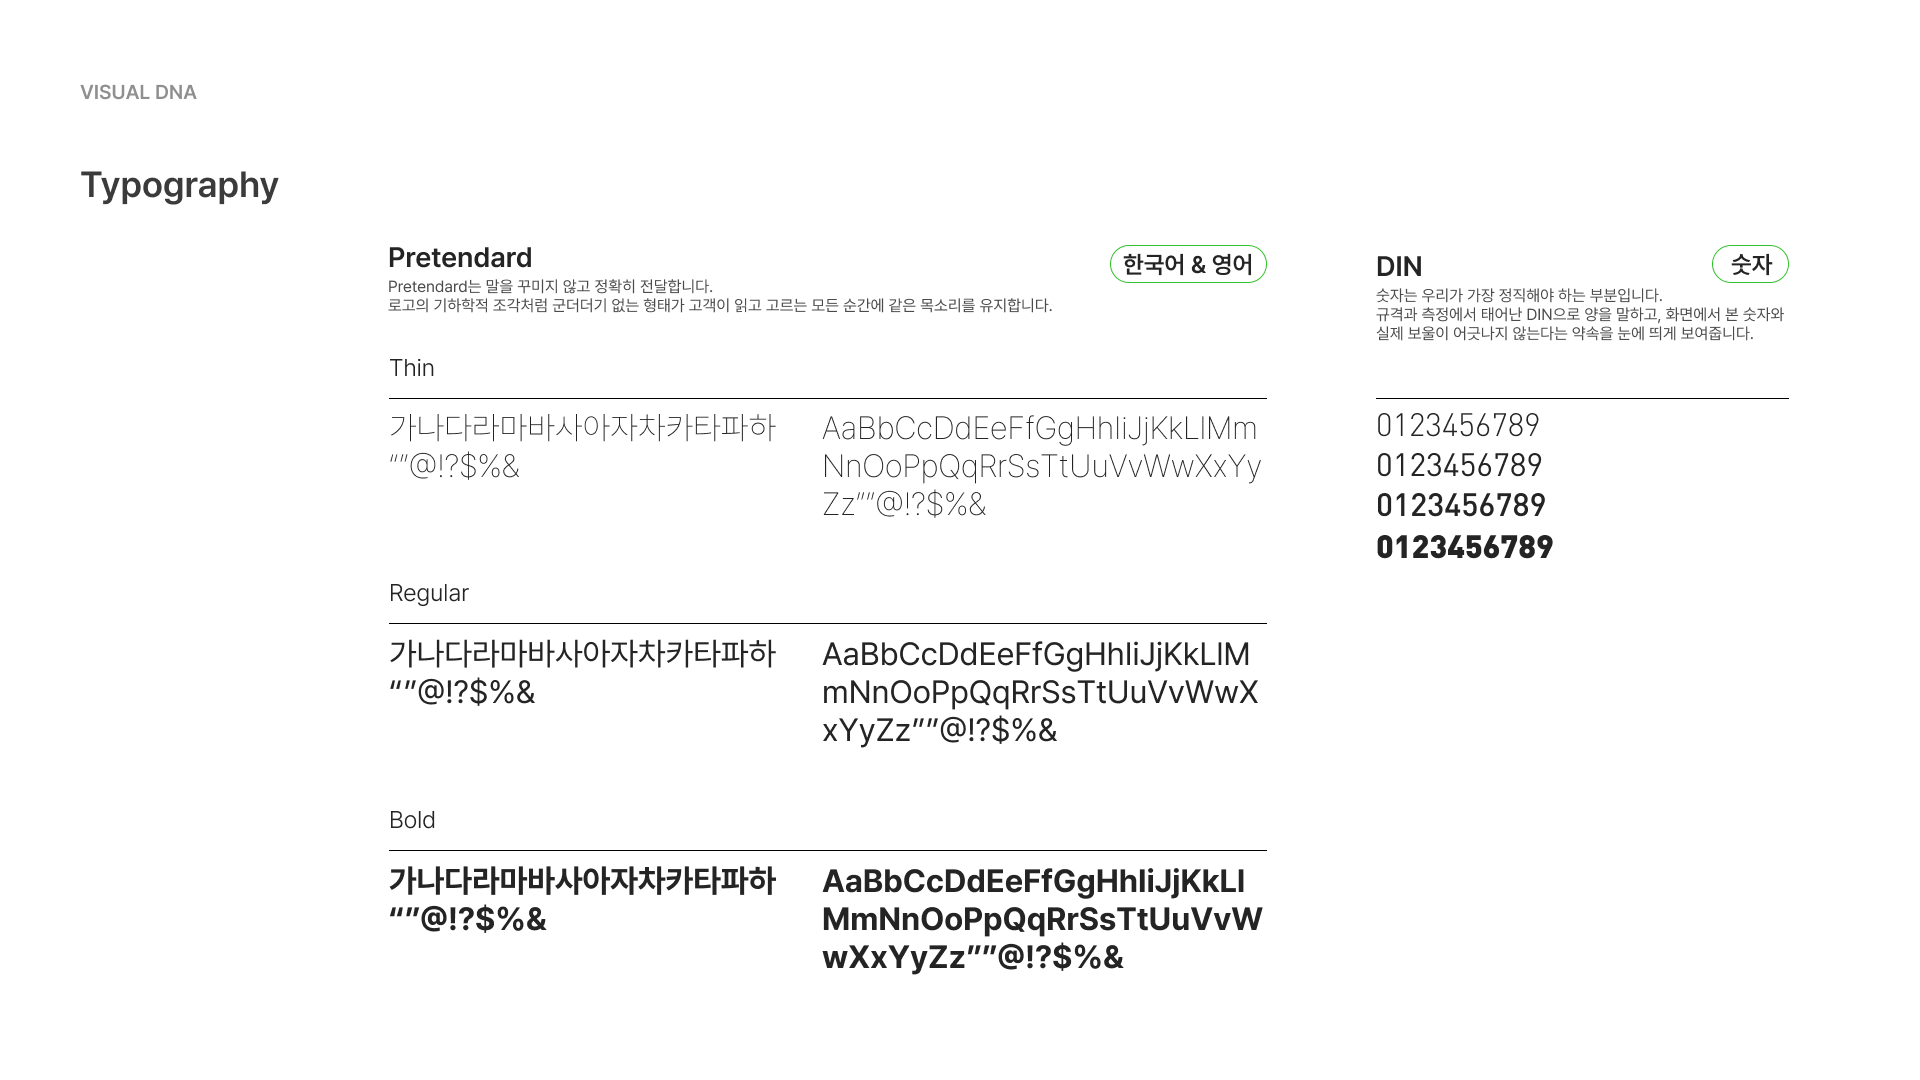 VISUAL DNA
Typography
Pretendard
한국어 & 영어
Pretendard는 말을 꾸미지 않고 정확히 전달합니다.
로고의 기하학적 조각처럼 군더더기 없는 형태가 고객이 읽고 고르는 모든 순간에 같은 목소리를 유지합니다.
Thin
가나다라마바사아자차카타파하
“”@!?$%&
AaBbCcDdEeFfGgHhIiJjKkLlMm
NnOoPpQqRrSsTtUuVvWwXxYy
Zz””@!?$%&
Regular
가나다라마바사아자차카타파하
“”@!?$%&
AaBbCcDdEeFfGgHhIiJjKkLlM
mNnOoPpQqRrSsTtUuVvWwX
xYyZz””@!?$%&
Bold
가나다라마바사아자차카타파하
“”@!?$%&
AaBbCcDdEeFfGgHhIiJjKkLl
MmNnOoPpQqRrSsTtUuVvW
wXxYyZz””@!?$%&
DIN
숫자
숫자는 우리가 가장 정직해야 하는 부분입니다.
규격과 측정에서 태어난 DIN으로 양을 말하고, 화면에서 본 숫자와
실제 보울이 어긋나지 않는다는 약속을 눈에 띄게 보여줍니다.
0123456789
0123456789
0123456789
0123456789